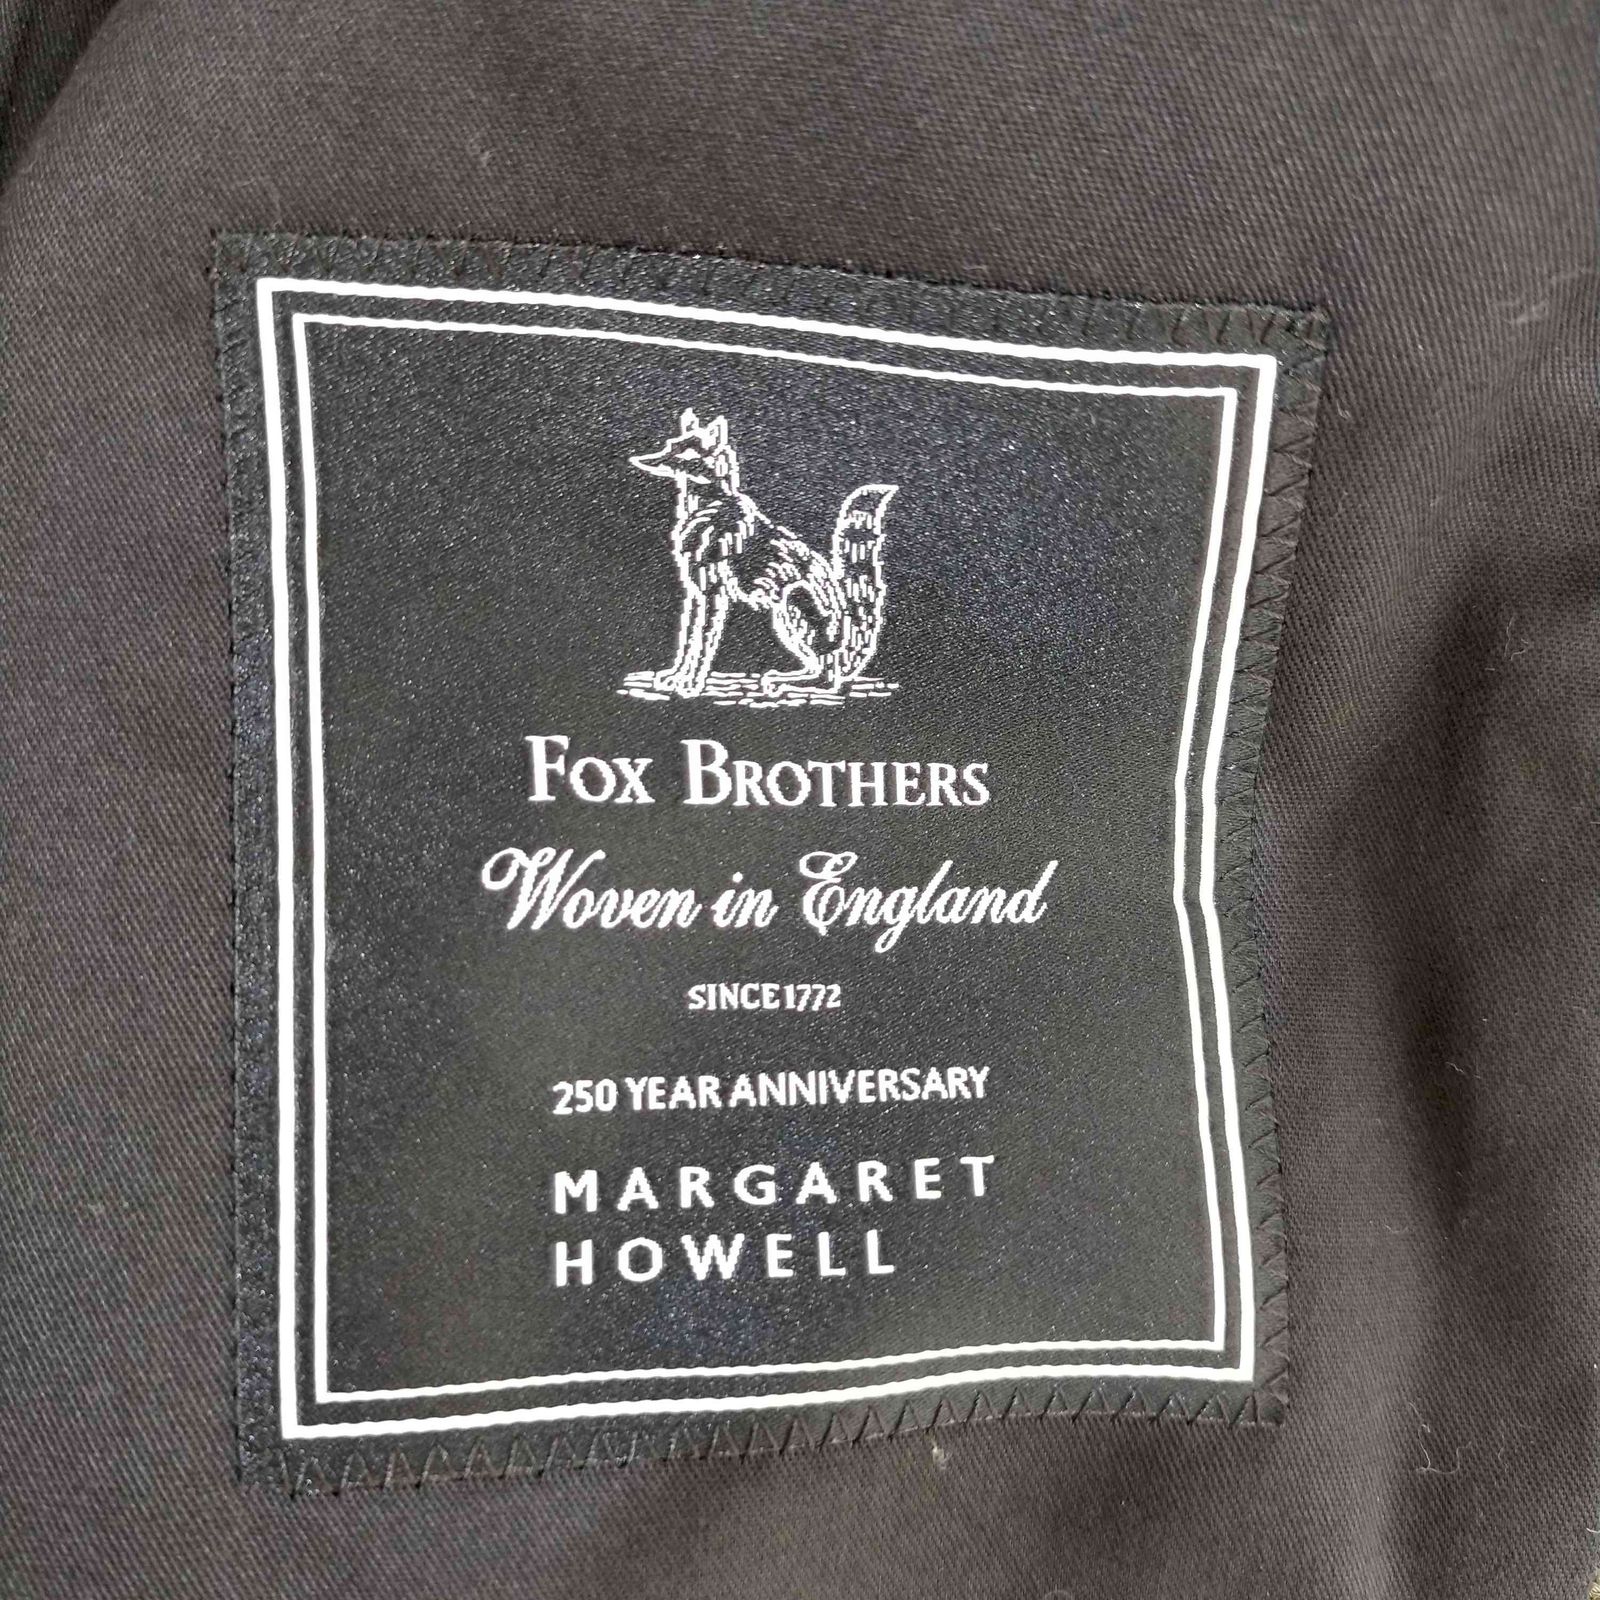 FOX BROTHERS
Woven in England
SINCE 1772
250 YEAR ANNIVERSARY
MARGARET
HOWELL